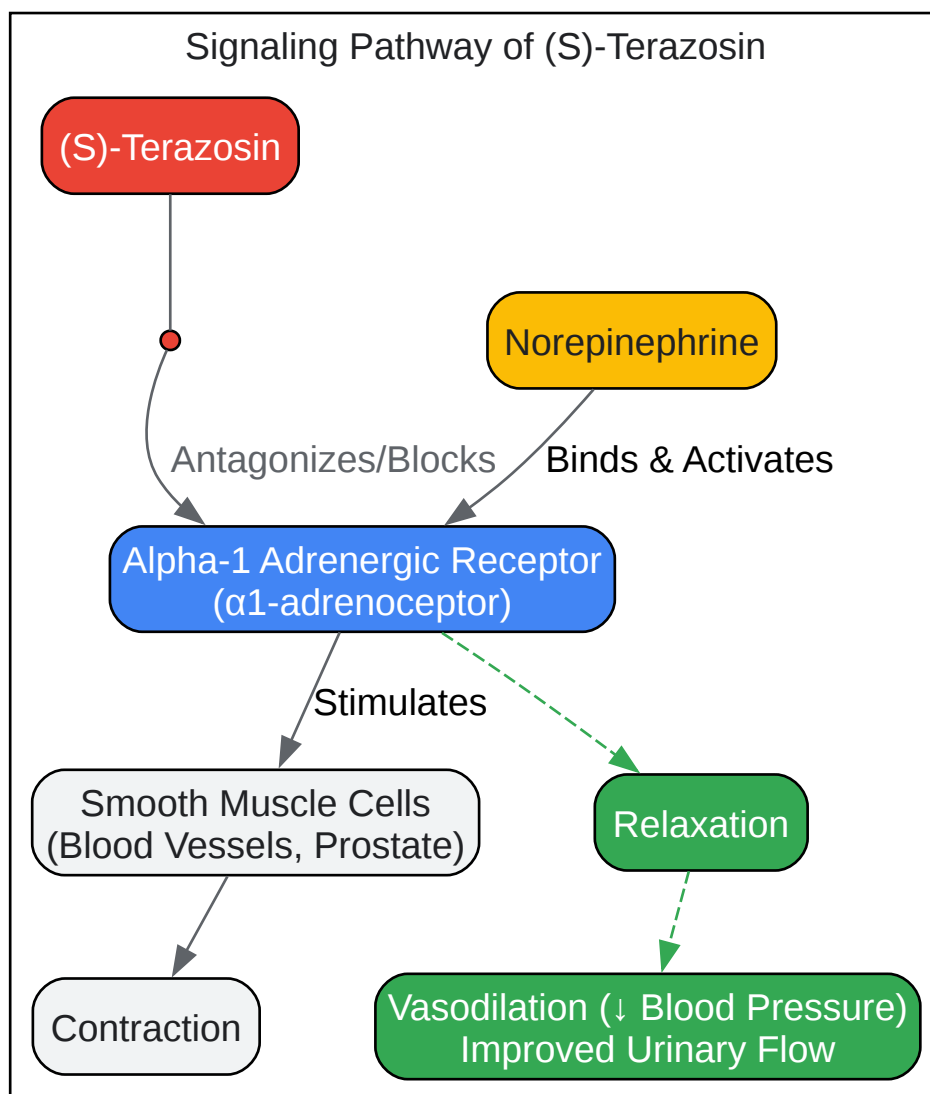 Signaling Pathway of (S)-Terazosin
(S)-Terazosin
Norepinephrine
Antagonizes/Blocks
Binds & Activates
Alpha-1 Adrenergic Receptor
(α1-adrenoceptor)
Stimulates
Smooth Muscle Cells
(Blood Vessels, Prostate)
Relaxation
Contraction
Vasodilation (↓ Blood Pressure)
Improved Urinary Flow